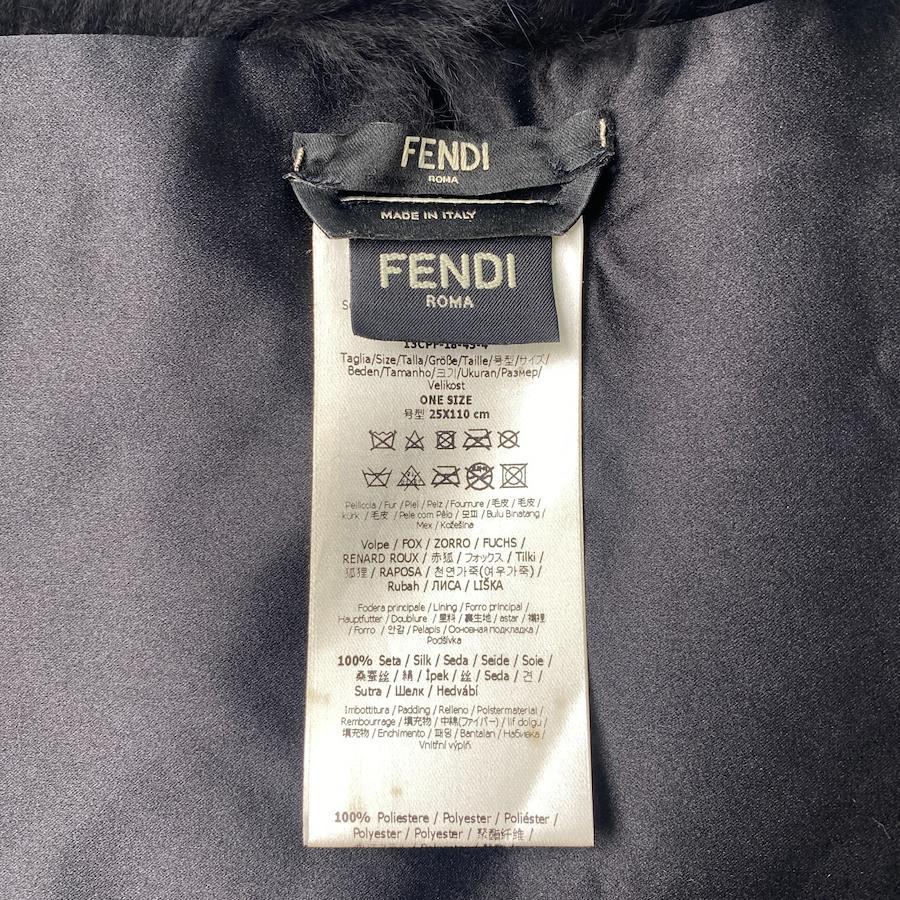 FENDI
ROMA
MADE IN ITALY
FENDI
ROMA
Taglia/Size/Talla/Größe/Taille/号型/サイズ/
Beden/Tamanho/크기/Ukuran/Размер/
Velikost
ONE SIZE
号型 25X110 cm
Pelliccia / Fur / Piel / Pelz / Fourrure / 毛皮 / 毛皮 /
kürk / 毛皮 / Pele com Pêlo / 모피 / Bulu Binatang /
Mex / Kožešina
Volpe / FOX / ZORRO / FUCHS /
RENARD ROUX / 赤狐 / フォックス / Tilki /
狐狸 / RAPOSA / 천연가죽(여우가죽) /
Rubah / ЛИСА / LIŠKA
Fodera principale / Lining / Forro principal /
Hauptfutter / Doublure / 里料 / 裏生地 / astar / 裡裡
/ Forro / 안감 / Pelapis / Основная подкладка /
Podšívka
100% Seta / Silk / Seda / Seide / Soie /
桑蚕丝 / 絹 / İpek / 丝 / Seda / 견 /
Sutra / Шелк / Hedvábí
Imbottitura / Padding / Relleno / Polstermaterial /
Rembourrage / 填充物 / 中綿(ファイバー) / lif dolgu /
填充物 / Enchimento / 패딩 / Bantalan / Набивка /
Vnitřní výplň
100% Poliestere / Polyester / Poliéster /
Polyester / Polyester / 聚酯纤维 /